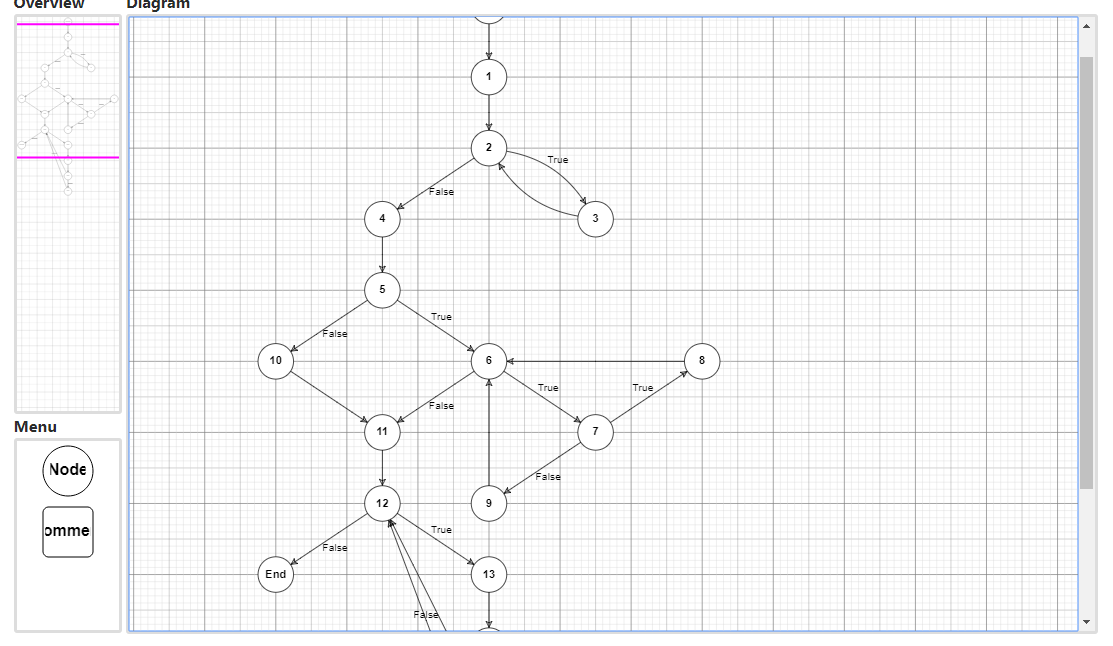 Overview
Diagram
1
2
True
False
4
3
5
True
False
10
6
8
True
True
False
11
7
False
12
9
True
False
End
13
False
Menu
Node
omme